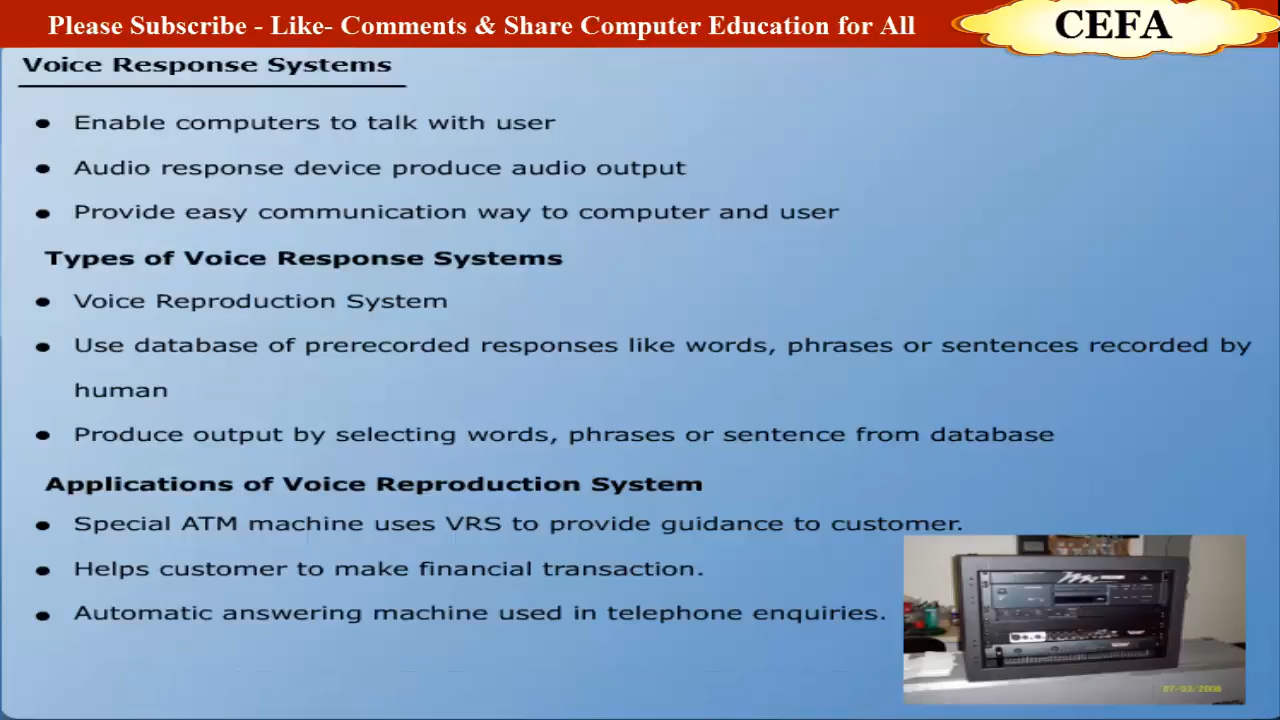 Please Subscribe - Like- Comments & Share Computer Education for All
CEFA
Voice Response Systems
Enable computers to talk with user
Audio response device produce audio output
Provide easy communication way to computer and user
Types of Voice Response Systems
Voice Reproduction System
Use database of prerecorded responses like words, phrases or sentences recorded by
human
Produce output by selecting words, phrases or sentence from database
Applications of Voice Reproduction System
Special ATM machine uses VRS to provide guidance to customer.
Helps customer to make financial transaction.
Automatic answering machine used in telephone enquiries.